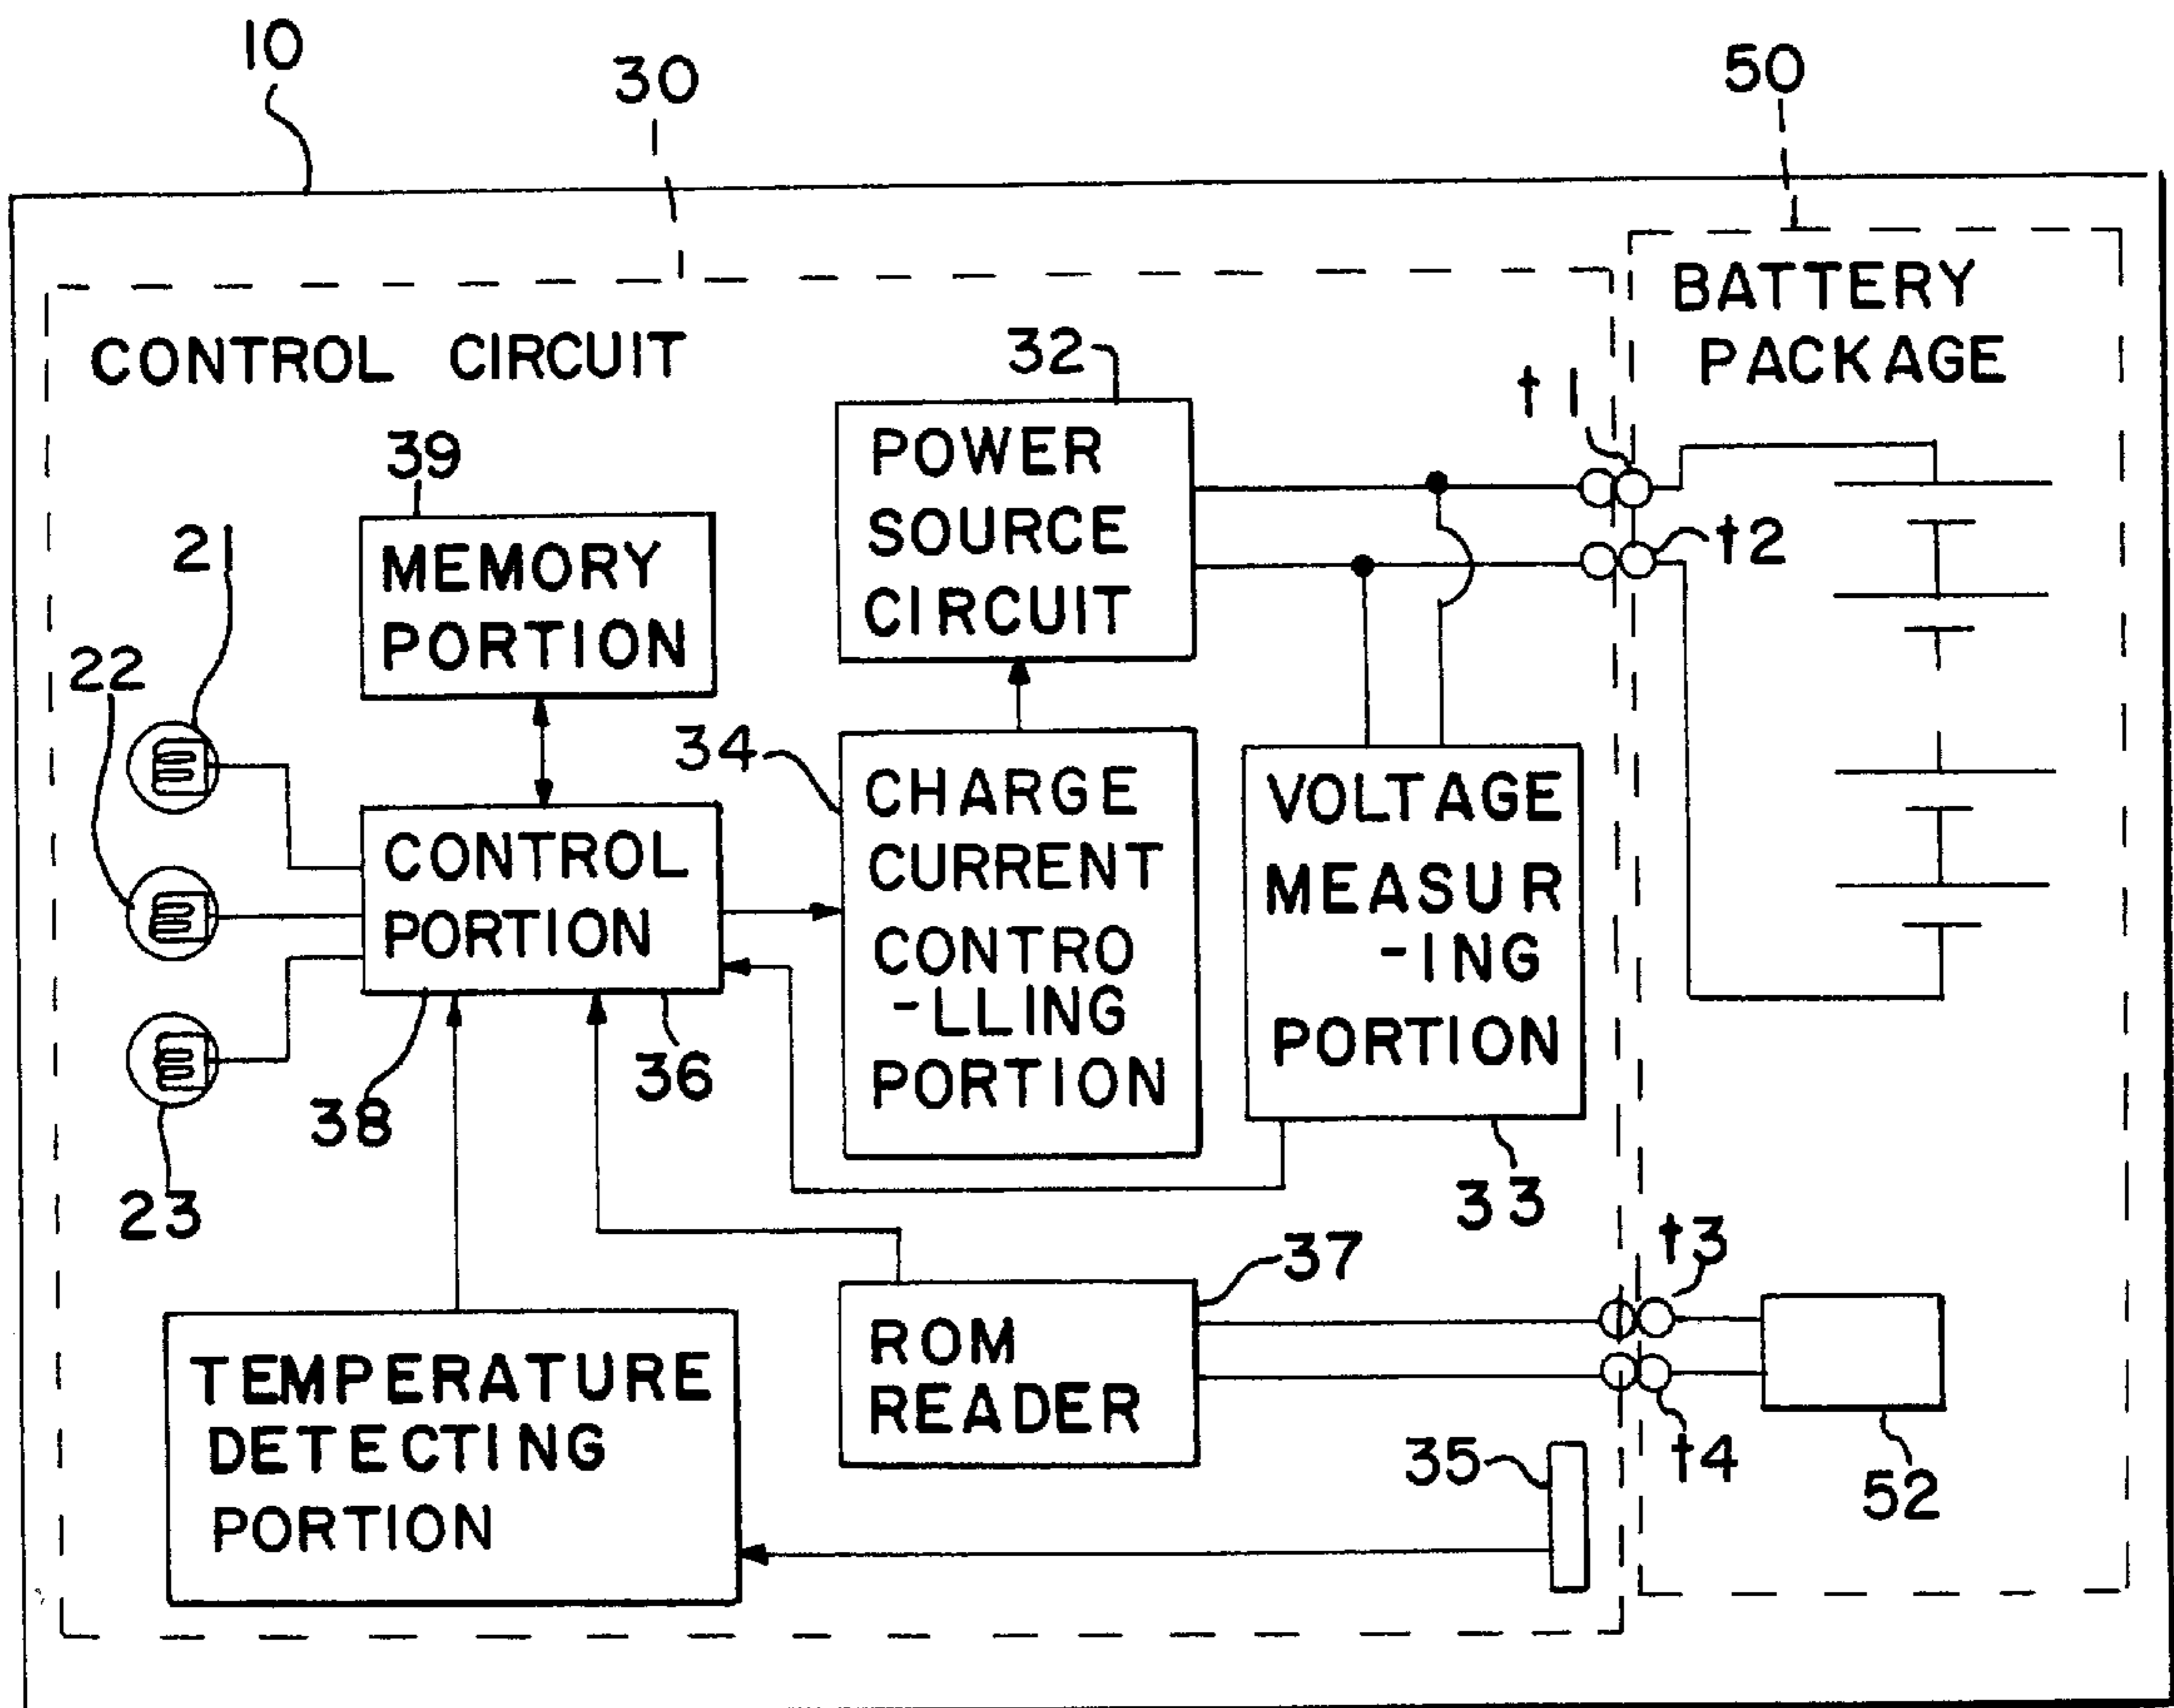 10
30
50
CONTROL CIRCUIT
BATTERY
PACKAGE
32
t1
POWER
SOURCE
CIRCUIT
t2
39
MEMORY
PORTION
21
22
23
34
CHARGE
CURRENT
CONTRO
-LLING
PORTION
VOLTAGE
MEASUR
-ING
PORTION
33
CONTROL
PORTION
38
36
37
t3
ROM
READER
t4
52
35
TEMPERATURE
DETECTING
PORTION